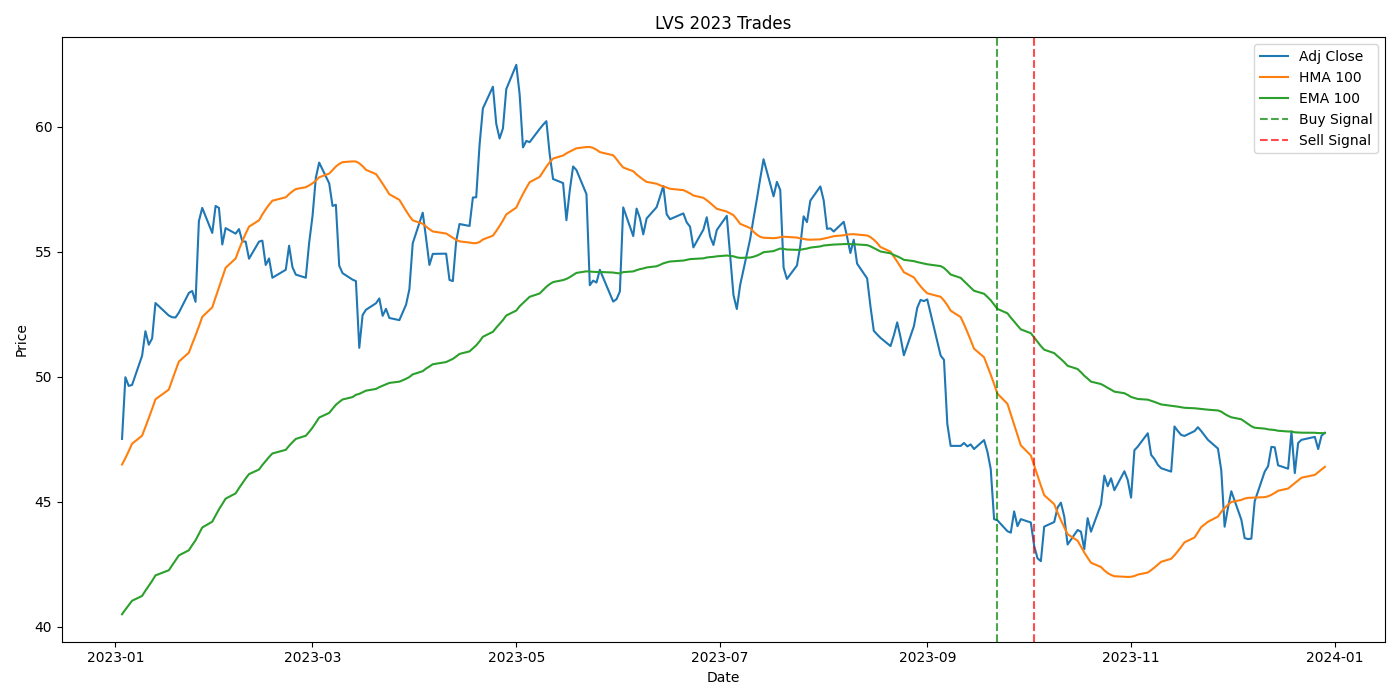 LVS 2023 Trades
Adj Close
HMA 100
EMA 100
Buy Signal
Sell Signal
Price
60
55
50
45
40
2023-01
2023-03
2023-05
2023-07
2023-09
2023-11
2024-01
Date